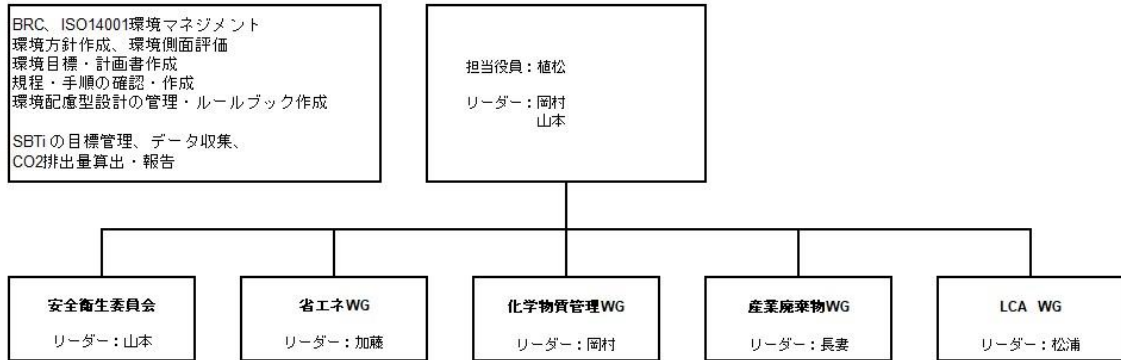 BRC、ISO14001環境マネジメント
環境方針作成、環境側面評価
環境目標・計画書作成
規程・手順の確認・作成
環境配慮型設計の管理・ルールブック作成
SBTiの目標管理、データ収集、
CO2排出量算出・報告
担当役員：植松
リーダー：岡村
山本
安全衛生委員会
リーダー：山本
省エネWG
リーダー：加藤
化学物質管理WG
リーダー：岡村
産業廃棄物WG
リーダー：長妻
LCA WG
リーダー：松浦